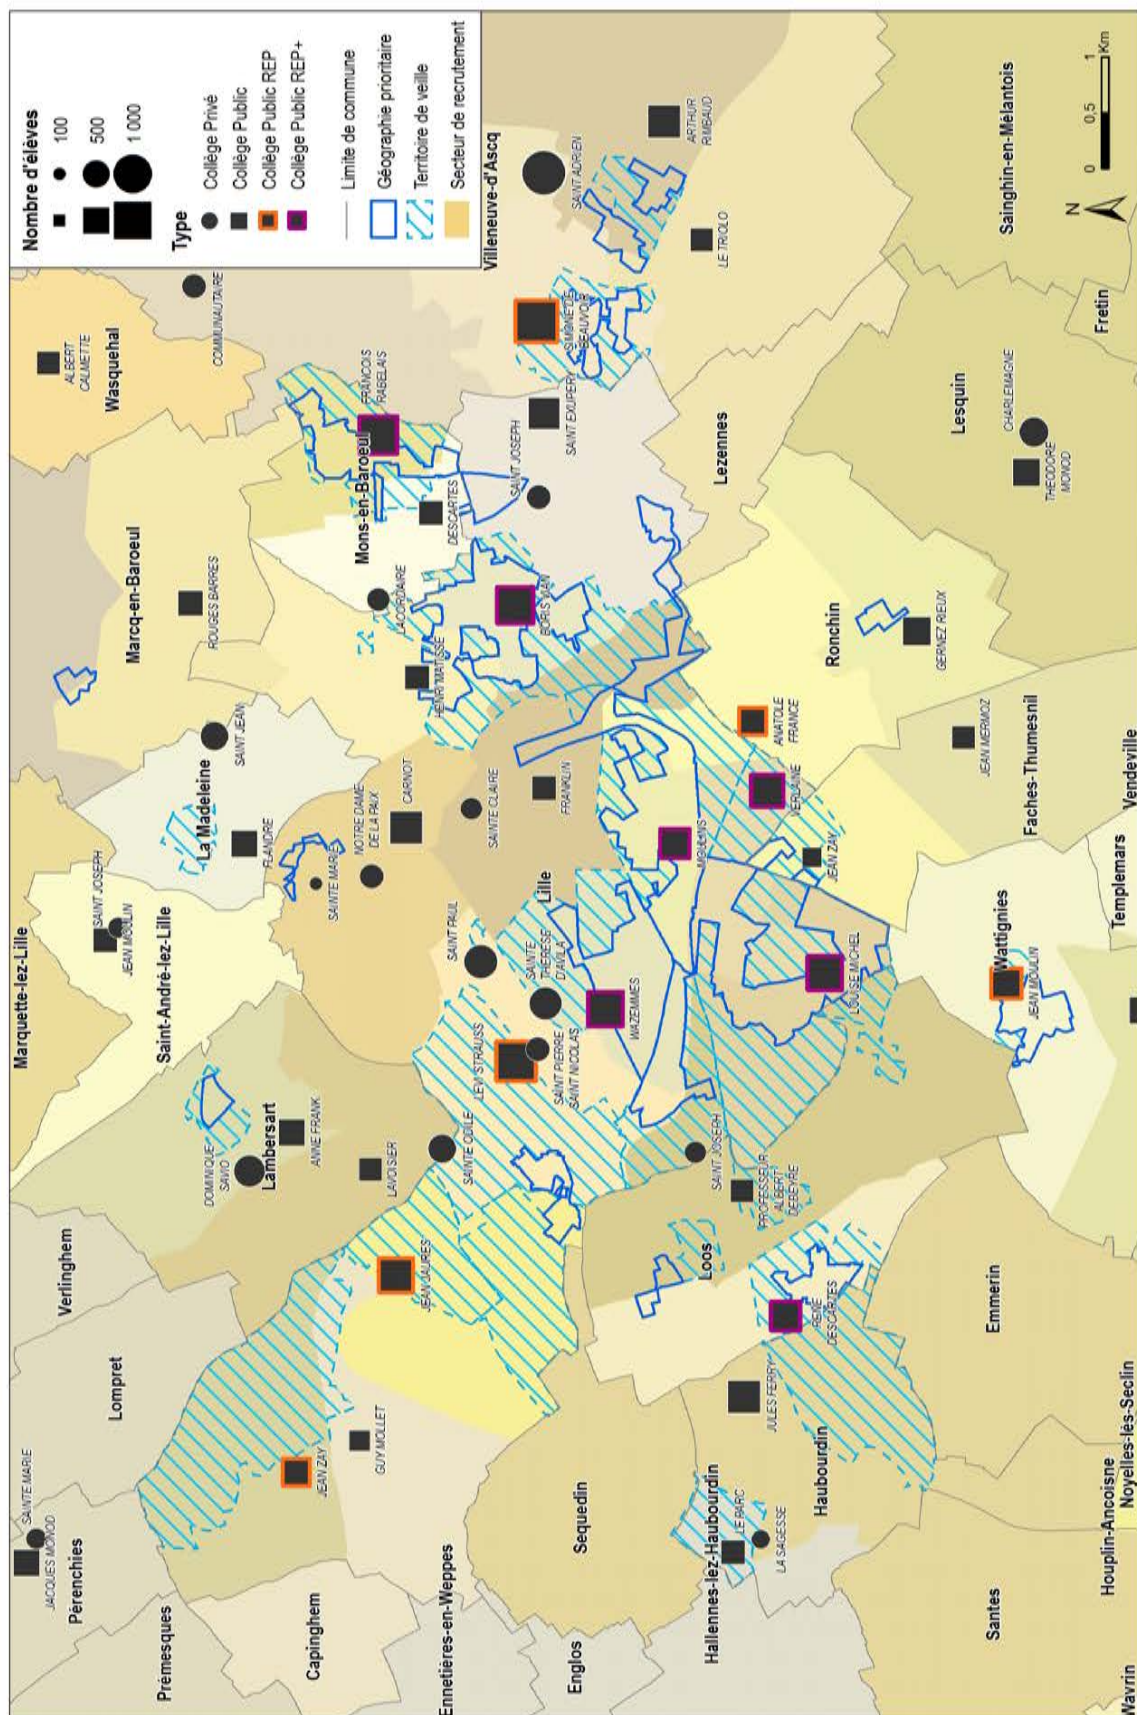 Nombre d'élèves
100
500
1 000
Type
Collège Privé
Collège Public
Collège Public REP
Collège Public REP+
Limite de commune
Géographie prioritaire
Territoire de veille
Secteur de recrutement
N
0
0,5
1
Km
JACQUES MONOD
SAINTE MARIE
Pérenchies
Prémesques
Lompret
Verlinghem
Capinghem
JEAN ZAY
GUY MOLLET
JEAN JAURES
Ennetières-en-Weppes
Englos
Sequedin
Hallennes-lez-Haubourdin
LE PARC
LA SAGESSE
JULES FERRY
Haubourdin
Santes
Wavrin
Houplin-Ancoisne
Noyelles-lés-Seclin
Emmerin
RENE
DESCARTES
Loos
PROFESSEUR
ALBERT
DEBEYRE
SAINT JOSEPH
Marquette-lez-Lille
Saint-André-lez-Lille
SAINT JOSEPH
JEAN MOULIN
DOMINIQUE
SAVIO
Lambersart
ANNE FRANK
LAVOISIER
SAINTE ODILE
LEVI STRAUSS
SAINT PIERRE
SAINT NICOLAS
SAINTE
THERESE
D'AVILA
SAINT PAUL
WAZEMMES
Lille
La Madeleine
FLANDRE
SAINT JEAN
SAINTE MARIE
NOTRE DAME
DE LA PAIX
CARNOT
SAINTE CLAIRE
FRANKLIN
MOULINS
VERLAINE
JEAN ZAY
LOUISE MICHEL
ANATOLE
FRANCE
Wattignies
JEAN MOULIN
Templemars
Vendeville
Faches-Thumesnil
JEAN MERMOZ
Ronchin
GERNEZ RIEUX
Marcq-en-Baroeul
ROUGES BARRES
Mons-en-Baroeul
LACORDAIRE
HENRI MATISSE
BORIS VIAN
DESCARTES
FRANCOIS
RABELAIS
SAINT JOSEPH
SAINT EXUPERY
Wasquehal
ALBERT
CALMETTE
COMMUNAUTAIRE
Villeneuve-d'Ascq
SIMONE DE
BEAUVOIR
SAINT ADRIEN
ARTHUR
RIMBAUD
LE TRIOLO
Lezennes
Lesquin
CHARLEMAGNE
THEODORE
MONOD
Fretin
Sainghin-en-Mélantois